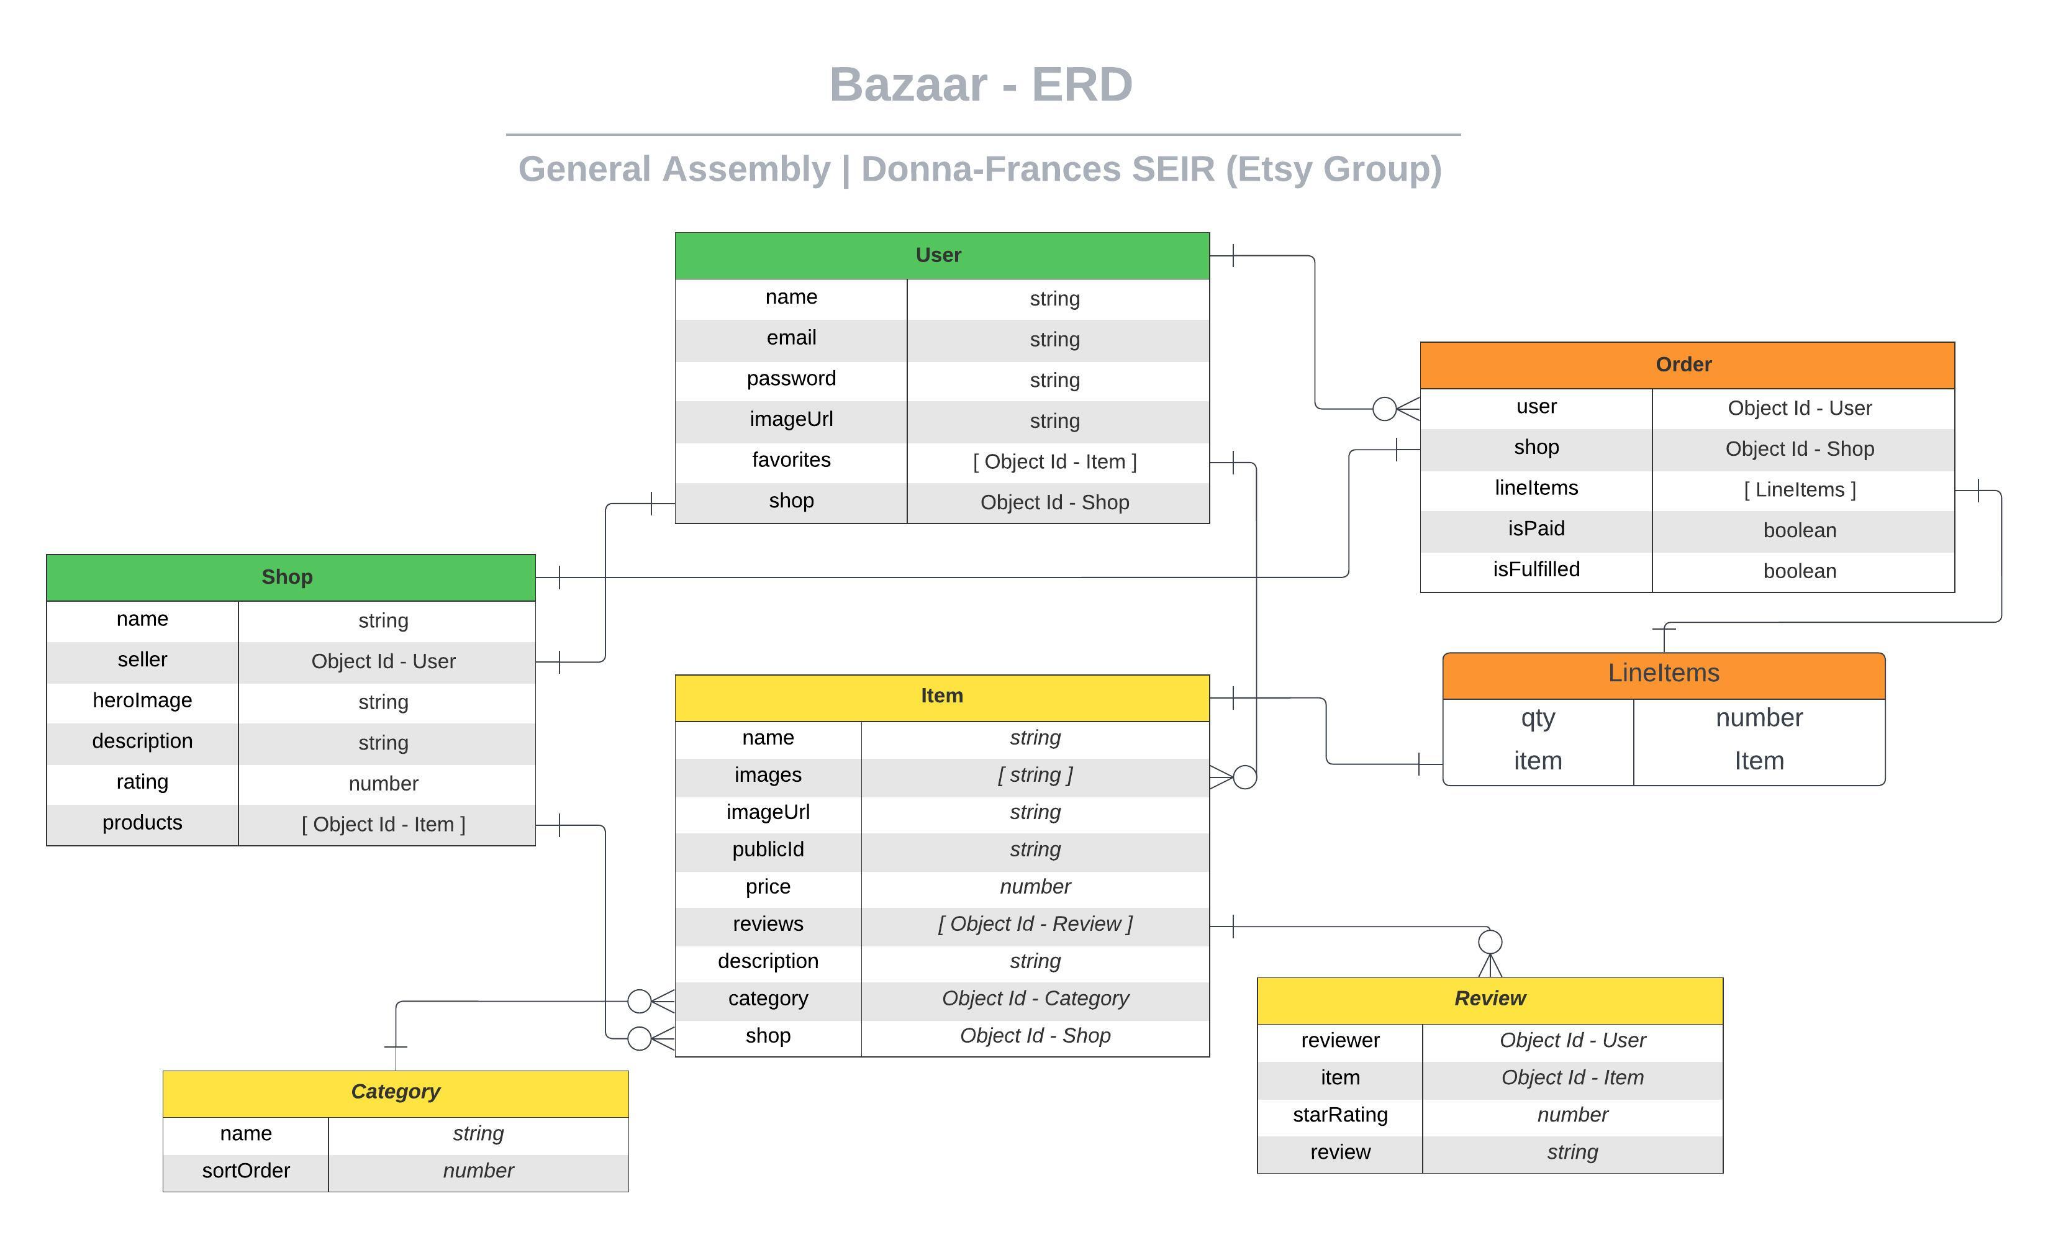 Bazaar - ERD
General Assembly | Donna-Frances SEIR (Etsy Group)
User
name string
email string
password string
imageUrl string
favorites [ Object Id - Item ]
shop Object Id - Shop
Order
user Object Id - User
shop Object Id - Shop
lineItems [ LineItems ]
isPaid boolean
isFulfilled boolean
Shop
name string
seller Object Id - User
heroImage string
description string
rating number
products [ Object Id - Item ]
LineItems
qty number
item Item
Item
name string
images [ string ]
imageUrl string
publicId string
price number
reviews [ Object Id - Review ]
description string
category Object Id - Category
shop Object Id - Shop
Review
reviewer Object Id - User
item Object Id - Item
starRating number
review string
Category
name string
sortOrder number